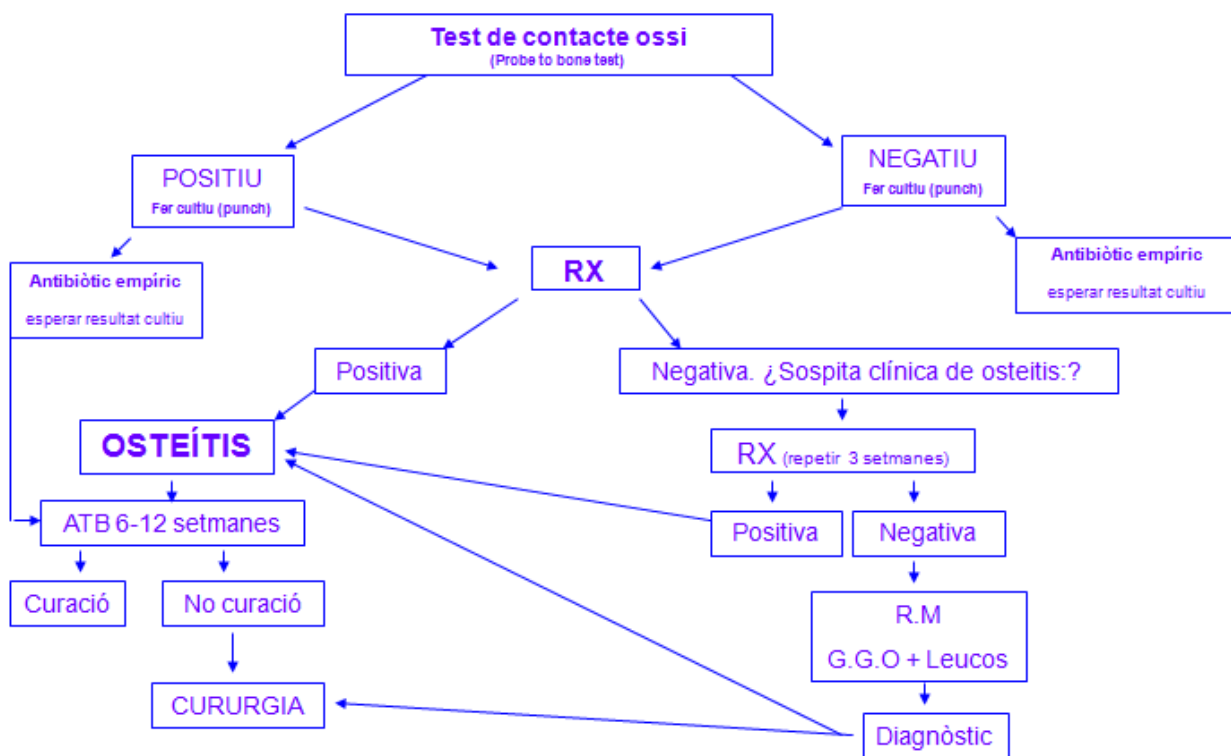 Test de contacte ossi
(Probe to bone test)
POSITIU
Fer cultiu (punch)
NEGATIU
Fer cultiu (punch)
Antibiòtic empíric
esperar resultat cultiu
RX
Antibiòtic empíric
esperar resultat cultiu
Positiva
Negativa. ¿Sospita clínica de osteitis:?
OSTEÍTIS
RX (repetir 3 setmanes)
ATB 6-12 setmanes
Positiva
Negativa
Curació
No curació
R.M
G.G.O + Leucos
CURURGIA
Diagnòstic